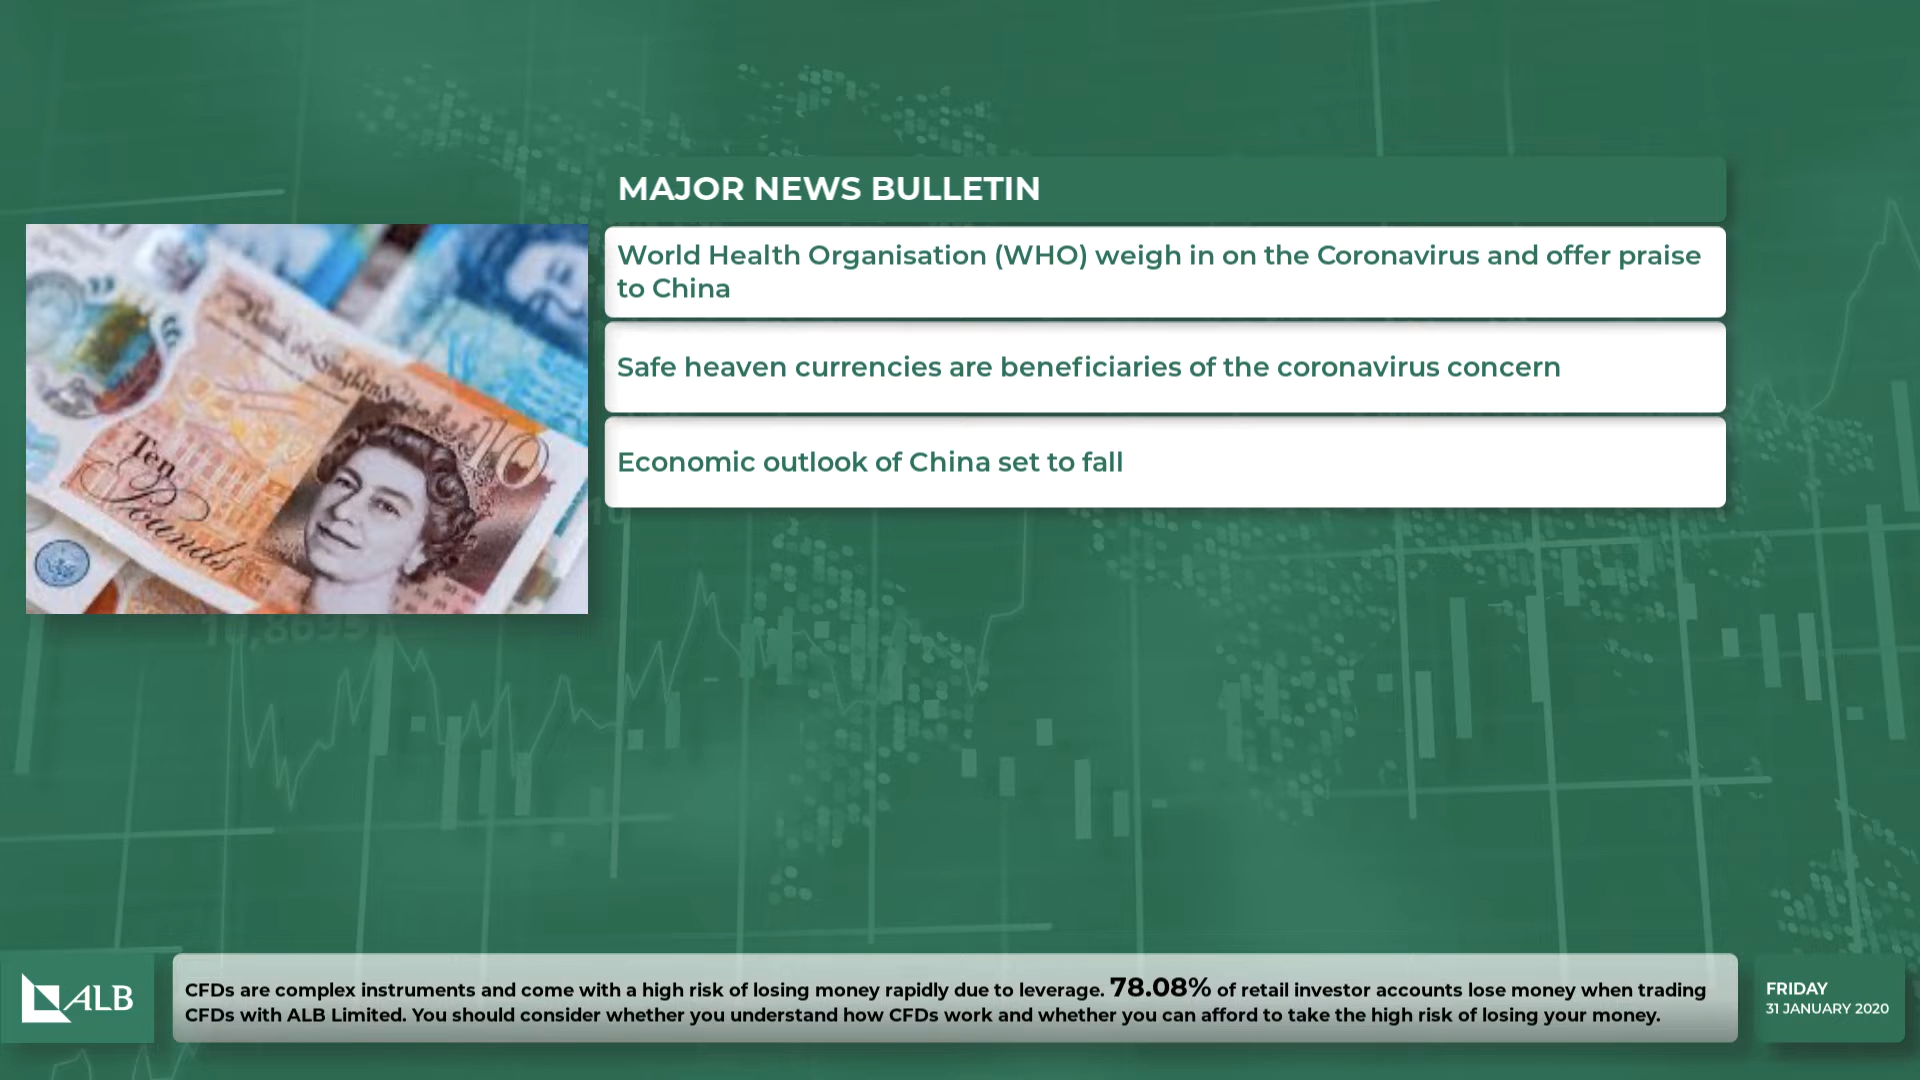 MAJOR NEWS BULLETIN
World Health Organisation (WHO) weigh in on the Coronavirus and offer praise
to China
Safe heaven currencies are beneficiaries of the coronavirus concern
Economic outlook of China set to fall
10
Ten
Pounds
ALB
CFDs are complex instruments and come with a high risk of losing money rapidly due to leverage. 78.08% of retail investor accounts lose money when trading
CFDs with ALB Limited. You should consider whether you understand how CFDs work and whether you can afford to take the high risk of losing your money.
FRIDAY
31 JANUARY 2020